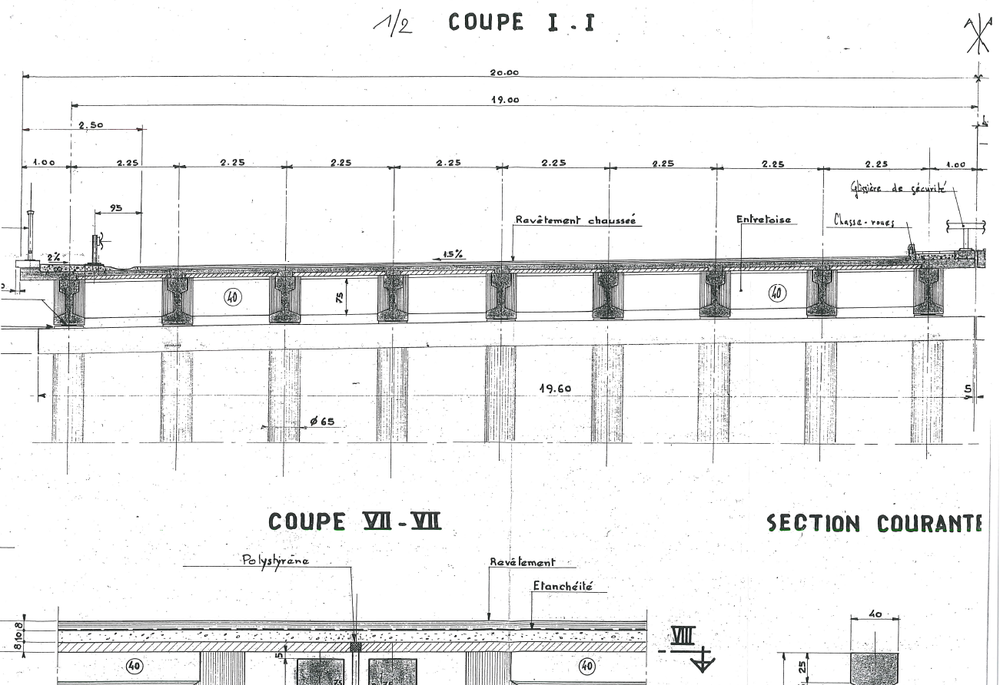 1/2 COUPE I . I
20.00
19.00
2.50
1.00 2.25 2.25 2.25 2.25 2.25 2.25 2.25 2.25 1.00
Glissière de sécurité
95
Revêtement chaussée
Entretoise
Chasse-roues
2%
1.5%
40
75
40
19.60
5
Ø 65
COUPE VII - VII
SECTION COURANTE
Polystyrène
Revêtement
Etanchéité
40
8
10
8
VIII
5
40
40
25